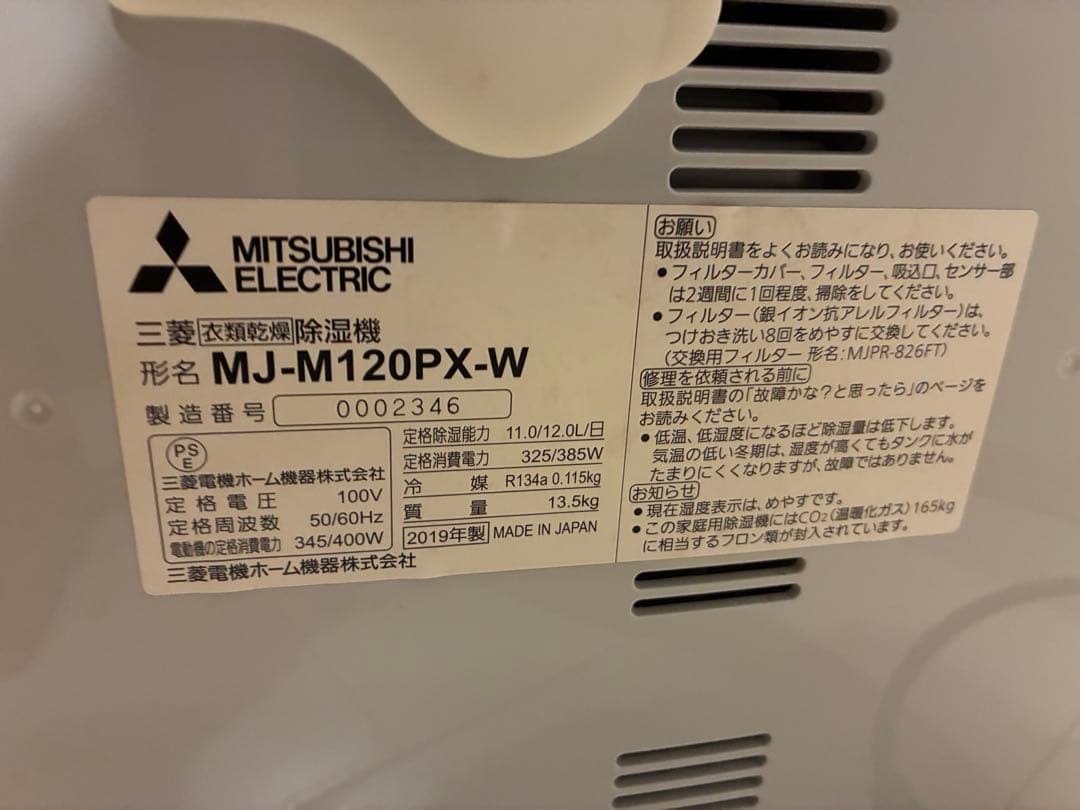 MITSUBISHI
ELECTRIC
三菱 衣類乾燥 除湿機
形名 MJ-M120PX-W
製造番号 0002346
PS
E
三菱電機ホーム機器株式会社
定格電圧 100V
定格周波数 50/60Hz
電動機の定格消費電力 345/400W
定格除湿能力 11.0/12.0L/日
定格消費電力 325/385W
冷媒 R134a 0.115kg
質量 13.5kg
2019年製 MADE IN JAPAN
三菱電機ホーム機器株式会社
お願い
取扱説明書をよくお読みになり、お使いください。
●フィルターカバー、フィルター、吸込口、センサー部
は2週間に1回程度、掃除をしてください。
●フィルター(銀イオン抗アレルフィルター)は、
つけおき洗い8回をめやすに交換してください。
(交換用フィルター 形名:MJPR-826FT)
修理を依頼される前に
取扱説明書の「故障かな?と思ったら」のページを
お読みください。
●低温、低湿度になるほど除湿量は低下します。
気温の低い冬期は、湿度が高くてもタンクに水が
たまりにくくなりますが、故障ではありません。
お知らせ
●現在湿度表示は、めやすです。
●この家庭用除湿機にはCO₂(温暖化ガス)165kg
に相当するフロン類が封入されています。